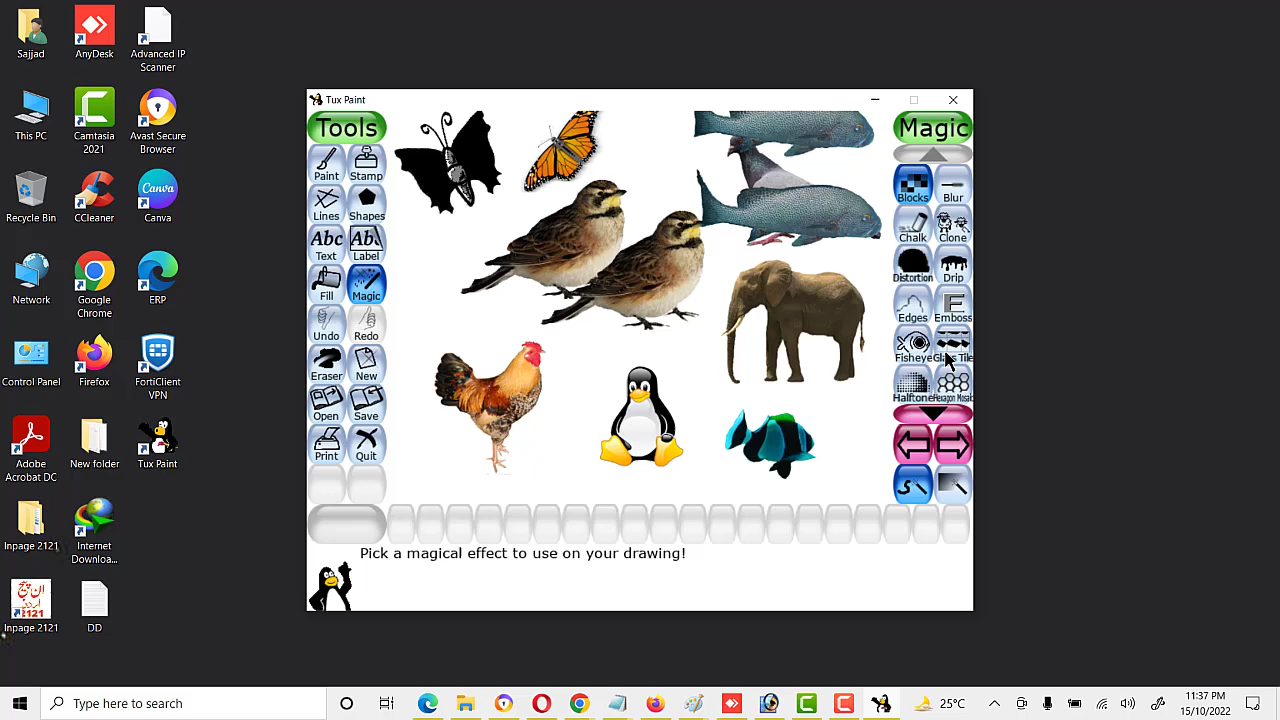 Sajjad
AnyDesk
Advanced IP
Scanner
This PC
Camtasia
2021
Avast Secure
Browser
Recycle Bin
CCleaner
Canva
Network
Google
Chrome
ERP
Control Panel
Firefox
FortiClient
VPN
Adobe
Acrobat DC
New folder
Tux Paint
Inpage 2121
Internet
Downloa...
Inpage 2121
DD
Tux Paint
Tools
Paint
Stamp
Lines
Shapes
Abc
Text
Label
Fill
Magic
Undo
Redo
Eraser
New
Open
Save
Print
Quit
Magic
Blocks
Blur
Chalk
Clone
Distortion
Drip
Edges
Emboss
Fisheye
Glass Tile
Halftone
Hexagon Mosaic
Pick a magical effect to use on your drawing!
Type here to search
25°C
11:37 PM
15/10/2022